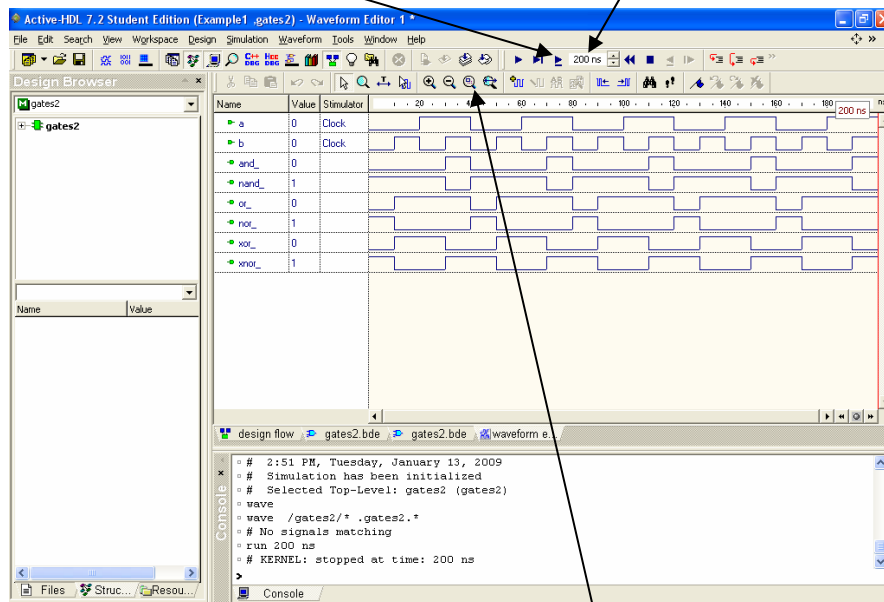 Active-HDL 7.2 Student Edition (Example1 ,gates2) - Waveform Editor 1 *
File Edit Search View Workspace Design Simulation Waveform Tools Window Help
200 ns
Design Browser
gates2
gates2
Name Value Stimulator
20 40 60 80 100 120 140 160 180 ns
200 ns
a 0 Clock
b 0 Clock
and_ 0
nand_ 1
or_ 0
nor_ 1
xor_ 0
xnor_ 1
Name Value
design flow gates2.bde gates2.bde waveform e...
Console
# 2:51 PM, Tuesday, January 13, 2009
# Simulation has been initialized
# Selected Top-Level: gates2 (gates2)
wave
wave /gates2/* .gates2.*
# No signals matching
run 200 ns
# KERNEL: stopped at time: 200 ns
>
Files Struc... Resou...
Console